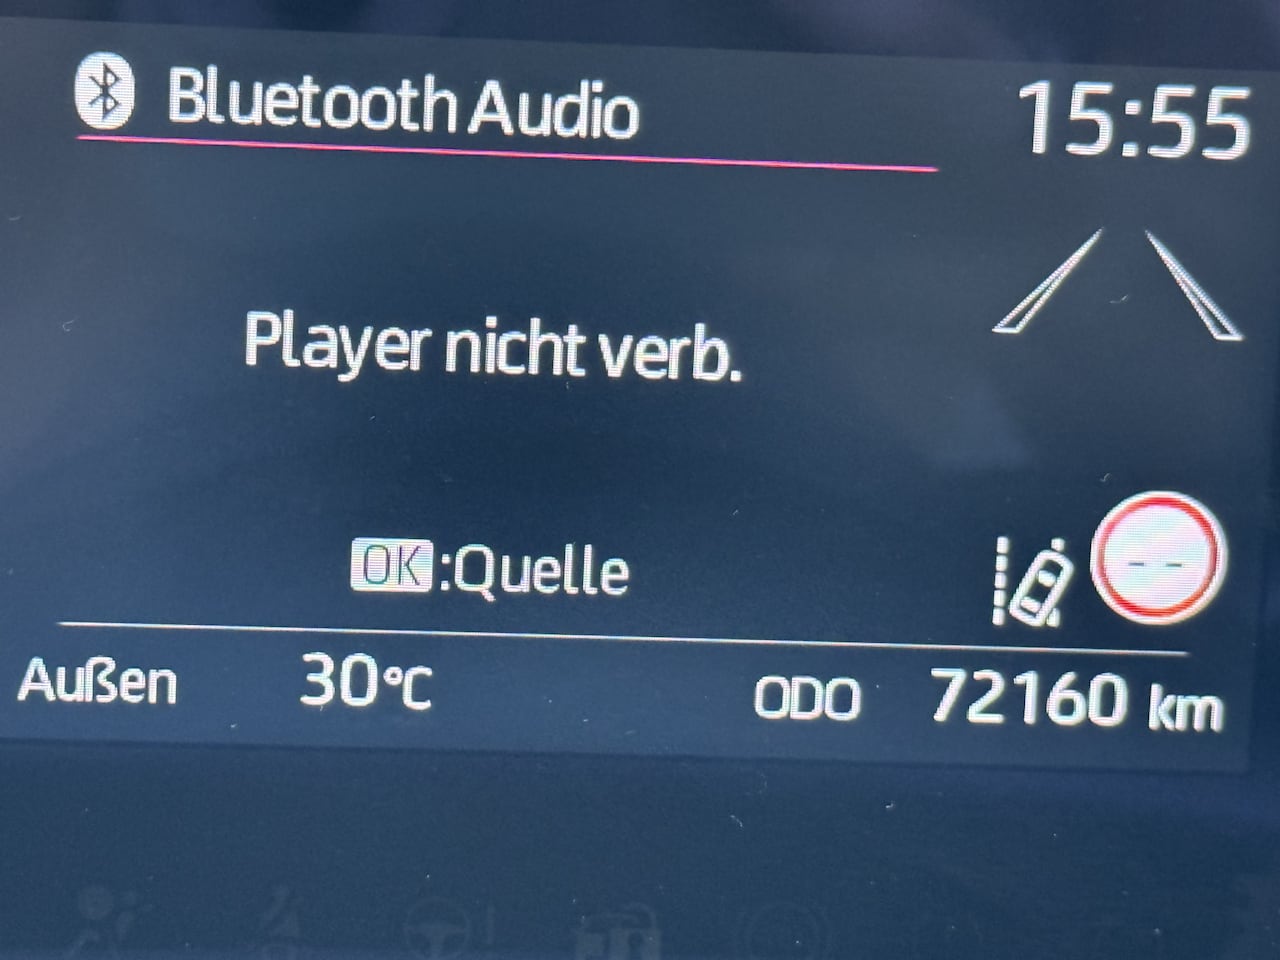 Bluetooth Audio
15:55
Player nicht verb.
OK:Quelle
--
Außen 30°C ODO 72160 km